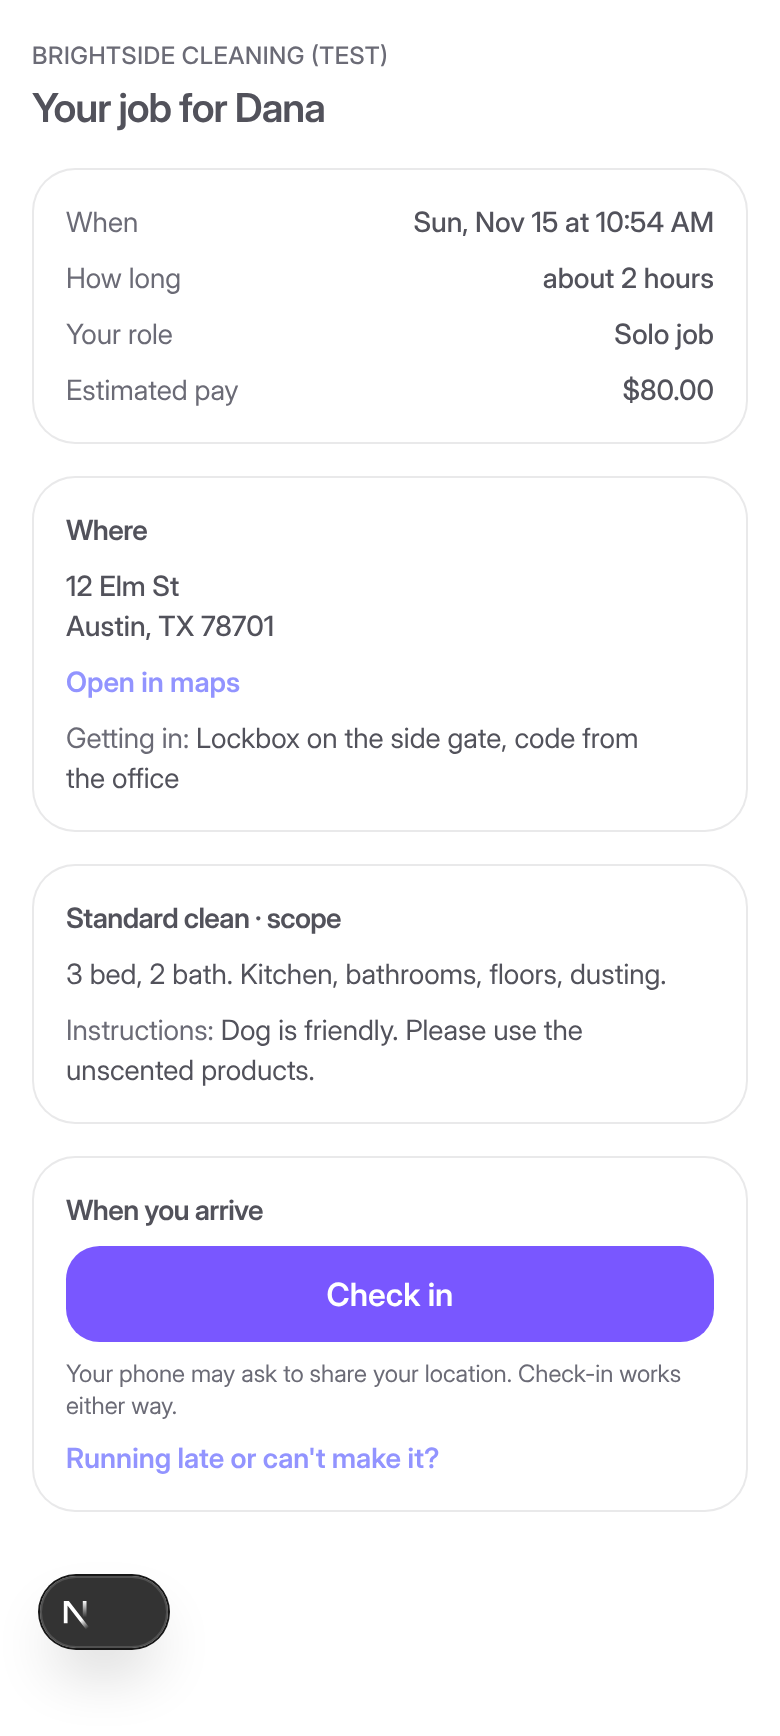 BRIGHTSIDE CLEANING (TEST)
Your job for Dana
When Sun, Nov 15 at 10:54 AM
How long about 2 hours
Your role Solo job
Estimated pay $80.00
Where
12 Elm St
Austin, TX 78701
Open in maps
Getting in: Lockbox on the side gate, code from
the office
Standard clean · scope
3 bed, 2 bath. Kitchen, bathrooms, floors, dusting.
Instructions: Dog is friendly. Please use the
unscented products.
When you arrive
Check in
Your phone may ask to share your location. Check-in works
either way.
Running late or can't make it?
N